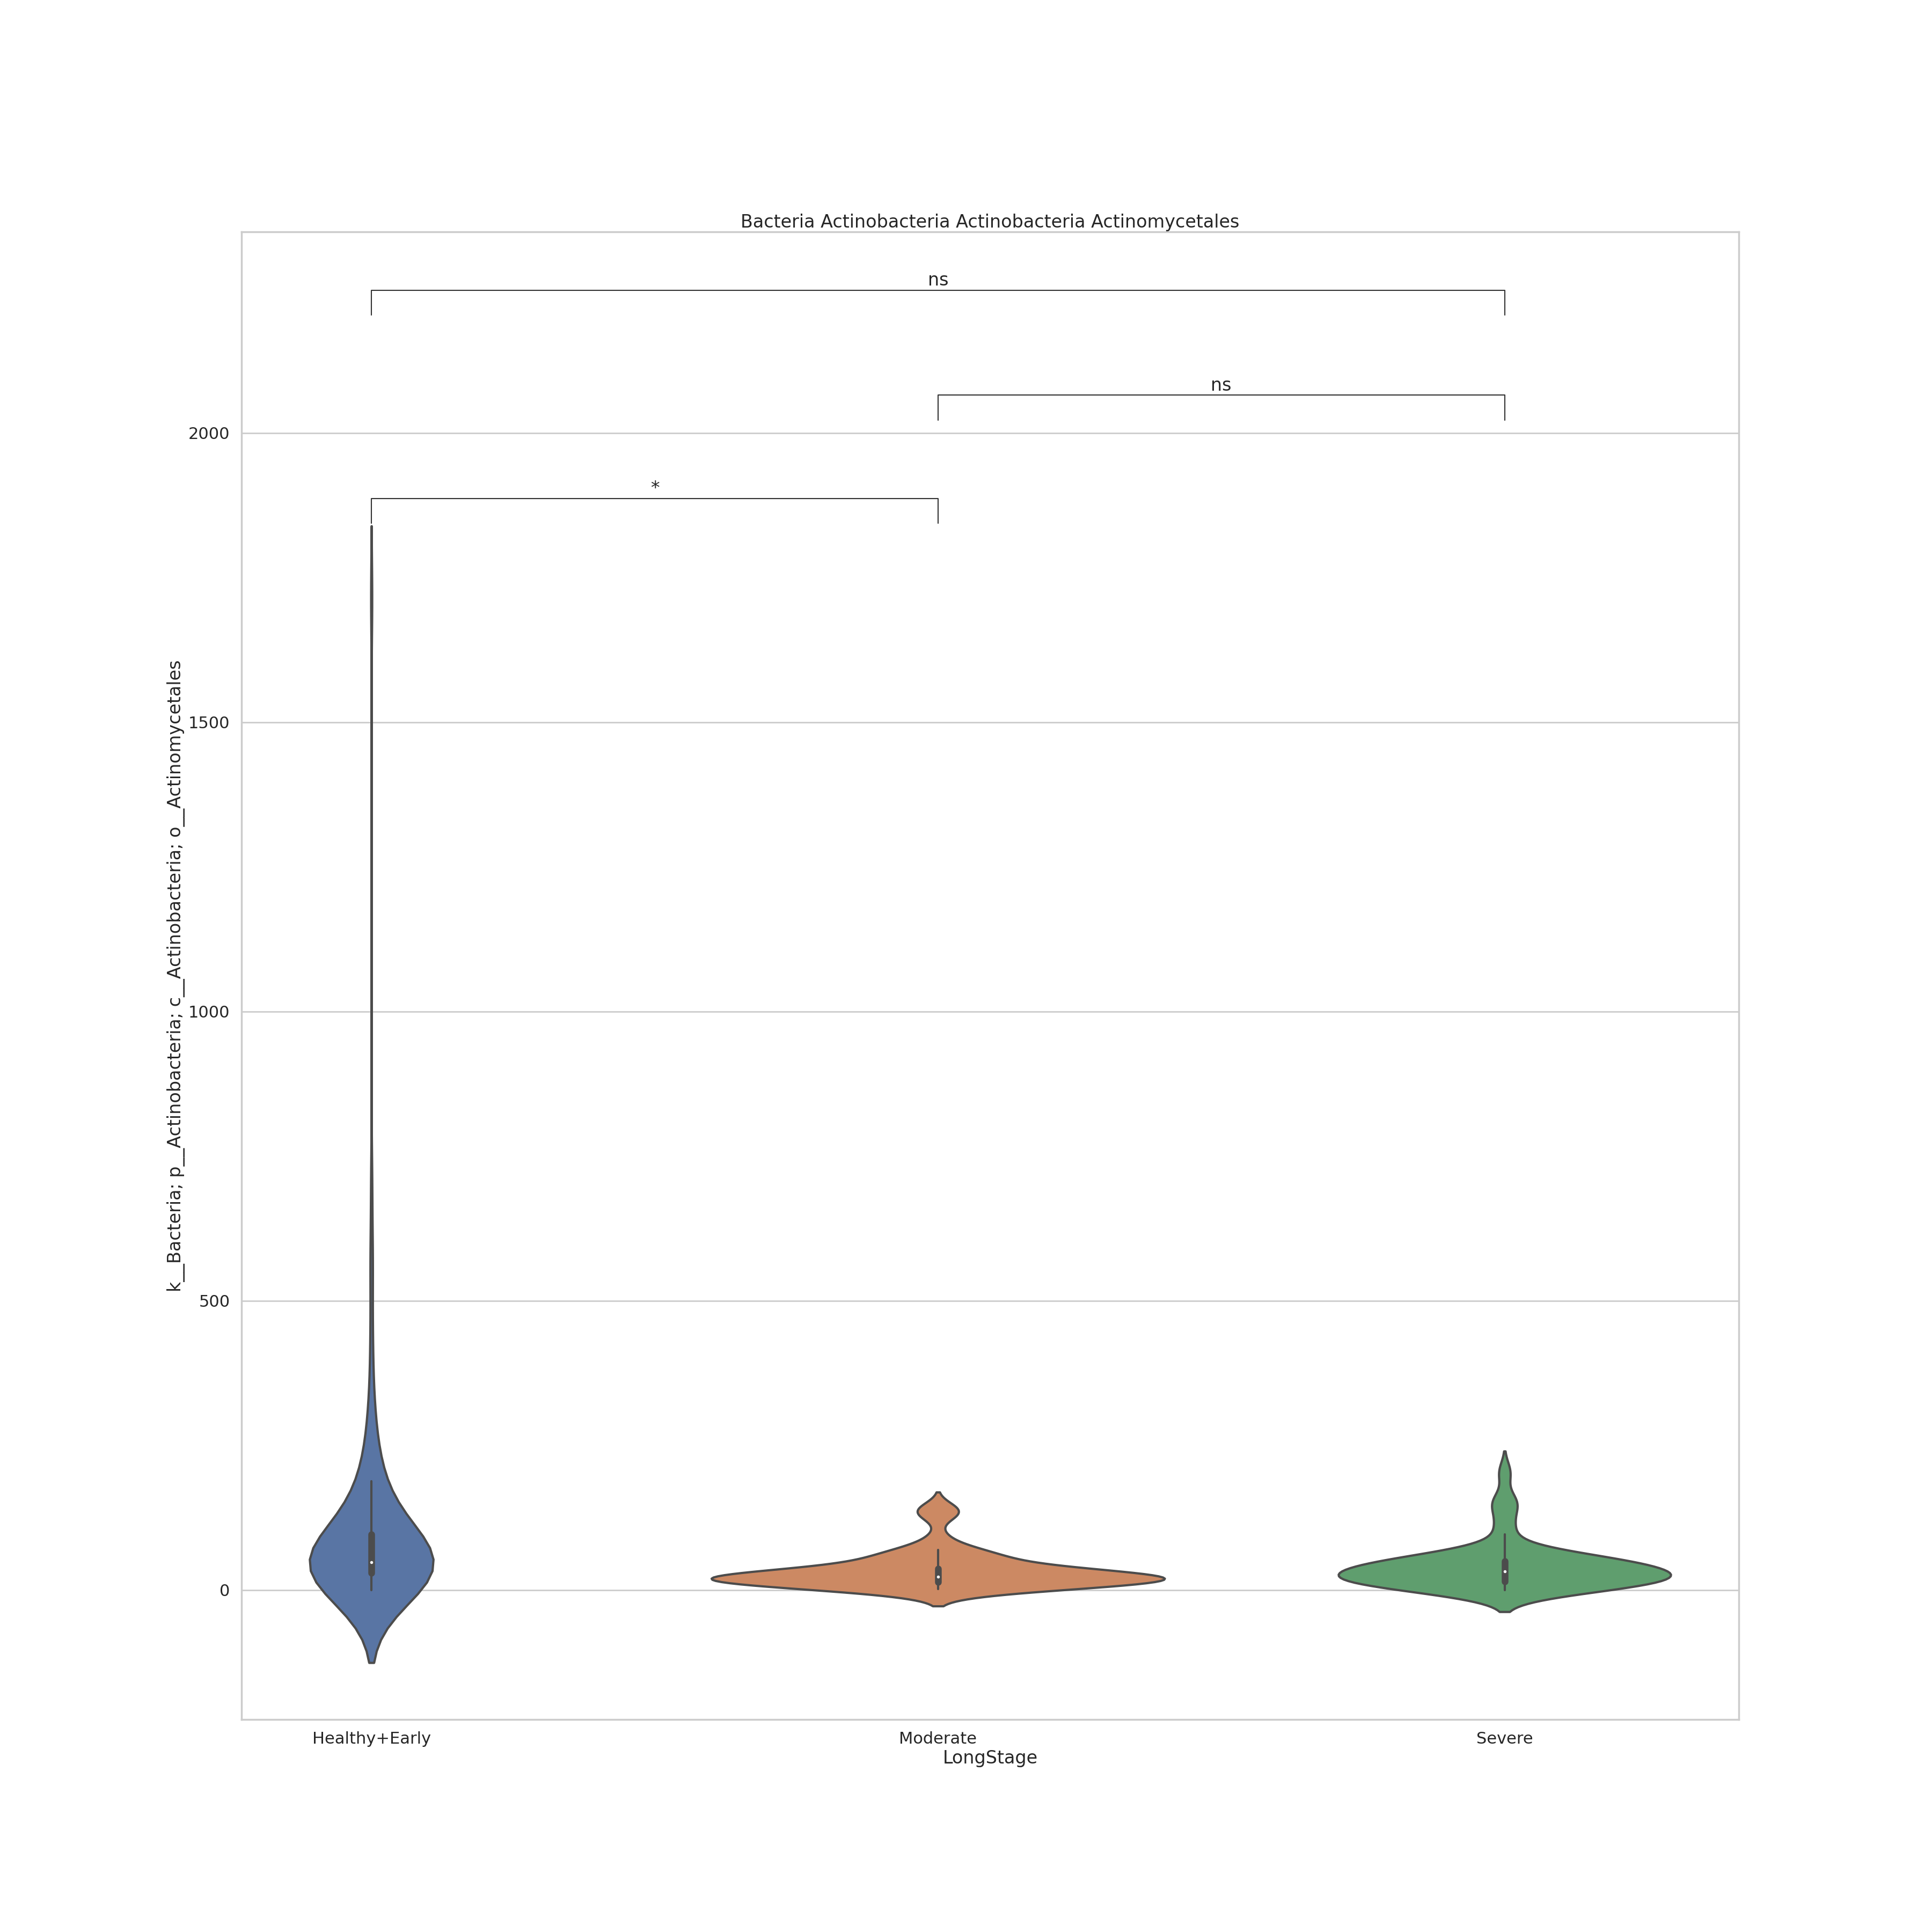 Bacteria Actinobacteria Actinobacteria Actinomycetales
ns
ns
*
2000
1500
1000
500
0
k__Bacteria; p__Actinobacteria; c__Actinobacteria; o__Actinomycetales
Healthy+Early
Moderate
Severe
LongStage